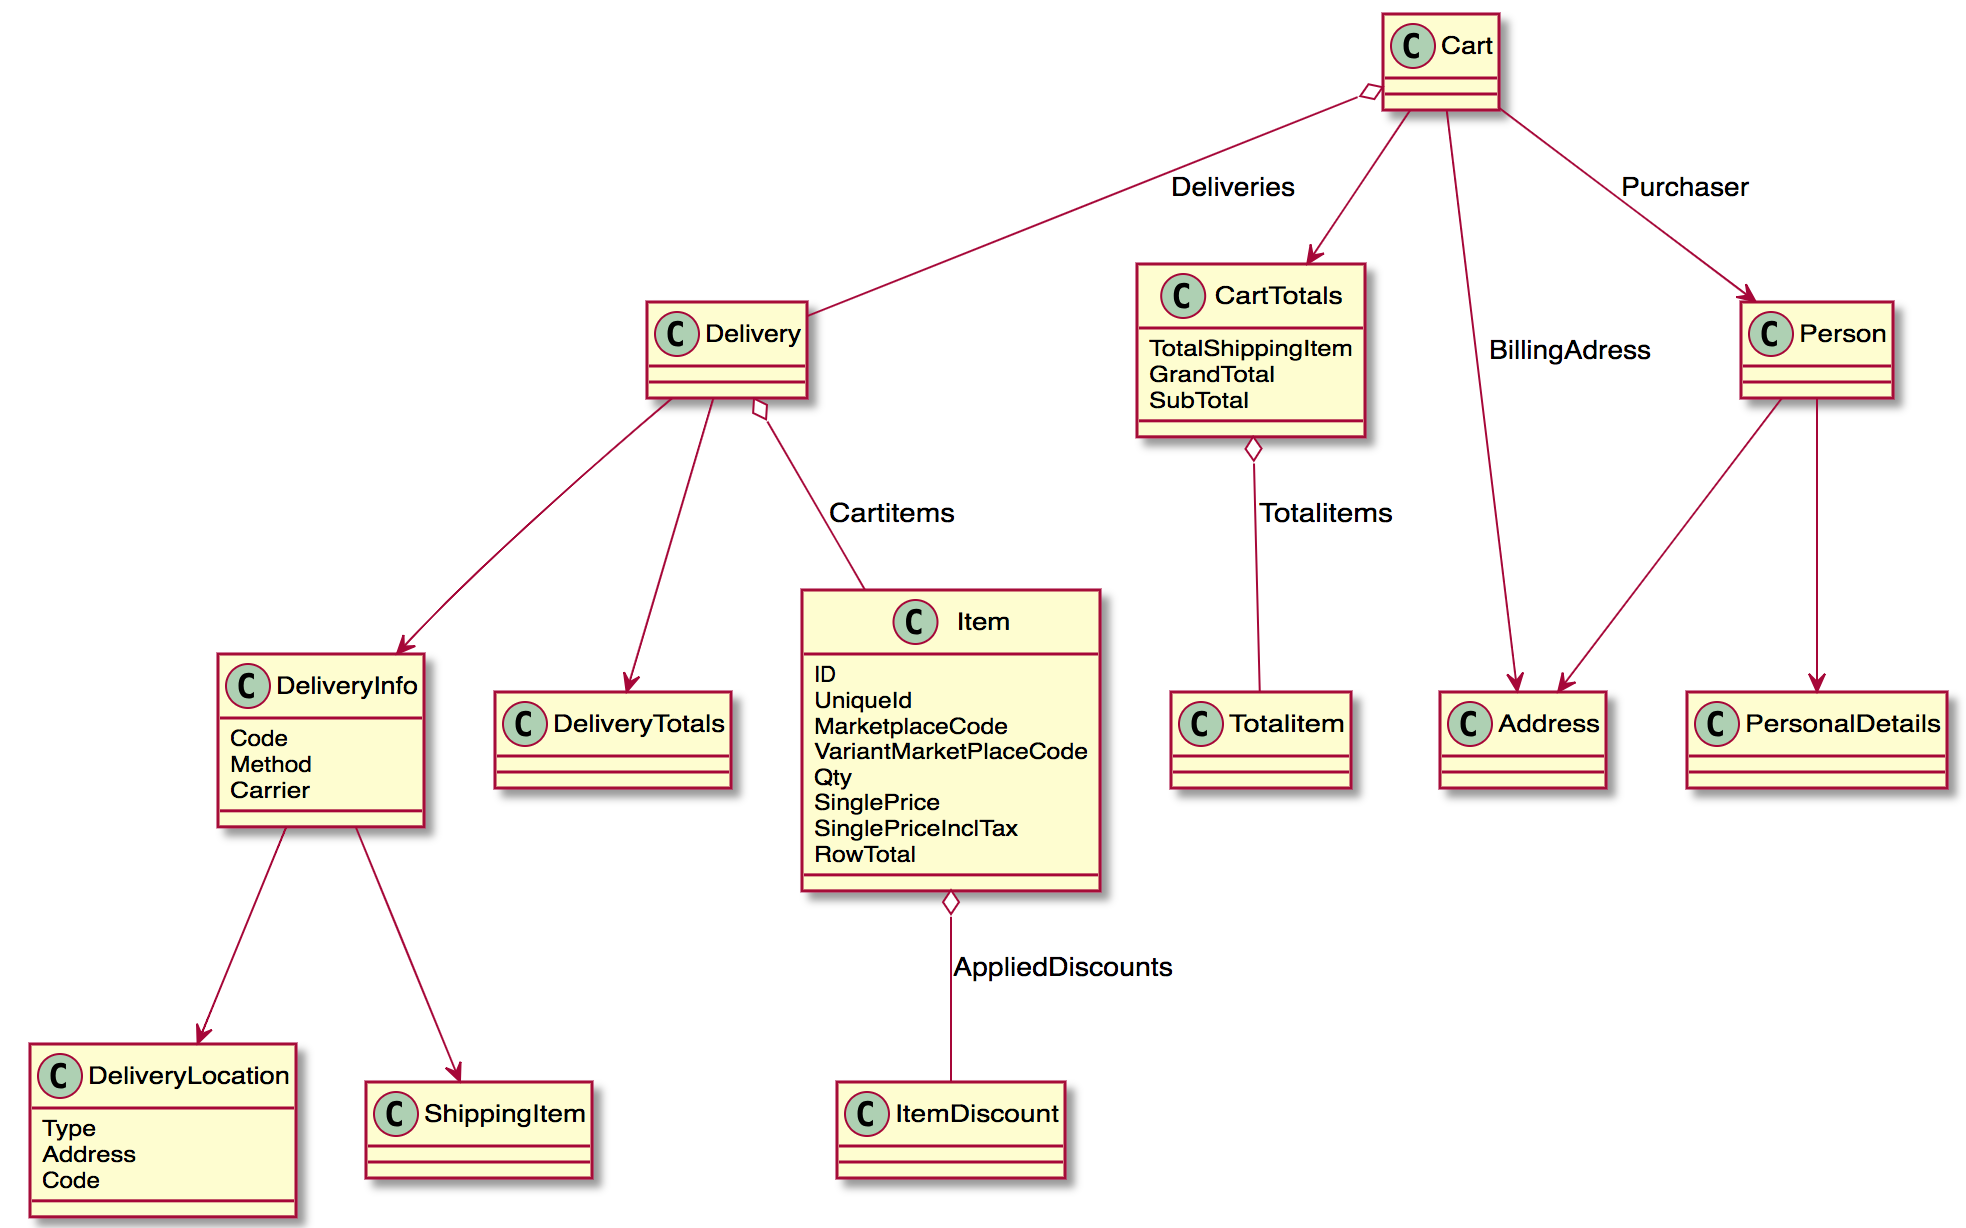 C Cart
Deliveries
Purchaser
C CartTotals
TotalShippingItem
GrandTotal
SubTotal
C Delivery
C Person
BillingAdress
Cartitems
Totalitems
C Item
ID
UniqueId
MarketplaceCode
VariantMarketPlaceCode
Qty
SinglePrice
SinglePriceInclTax
RowTotal
C DeliveryInfo
Code
Method
Carrier
C DeliveryTotals
C Totalitem
C Address
C PersonalDetails
AppliedDiscounts
C DeliveryLocation
Type
Address
Code
C ShippingItem
C ItemDiscount